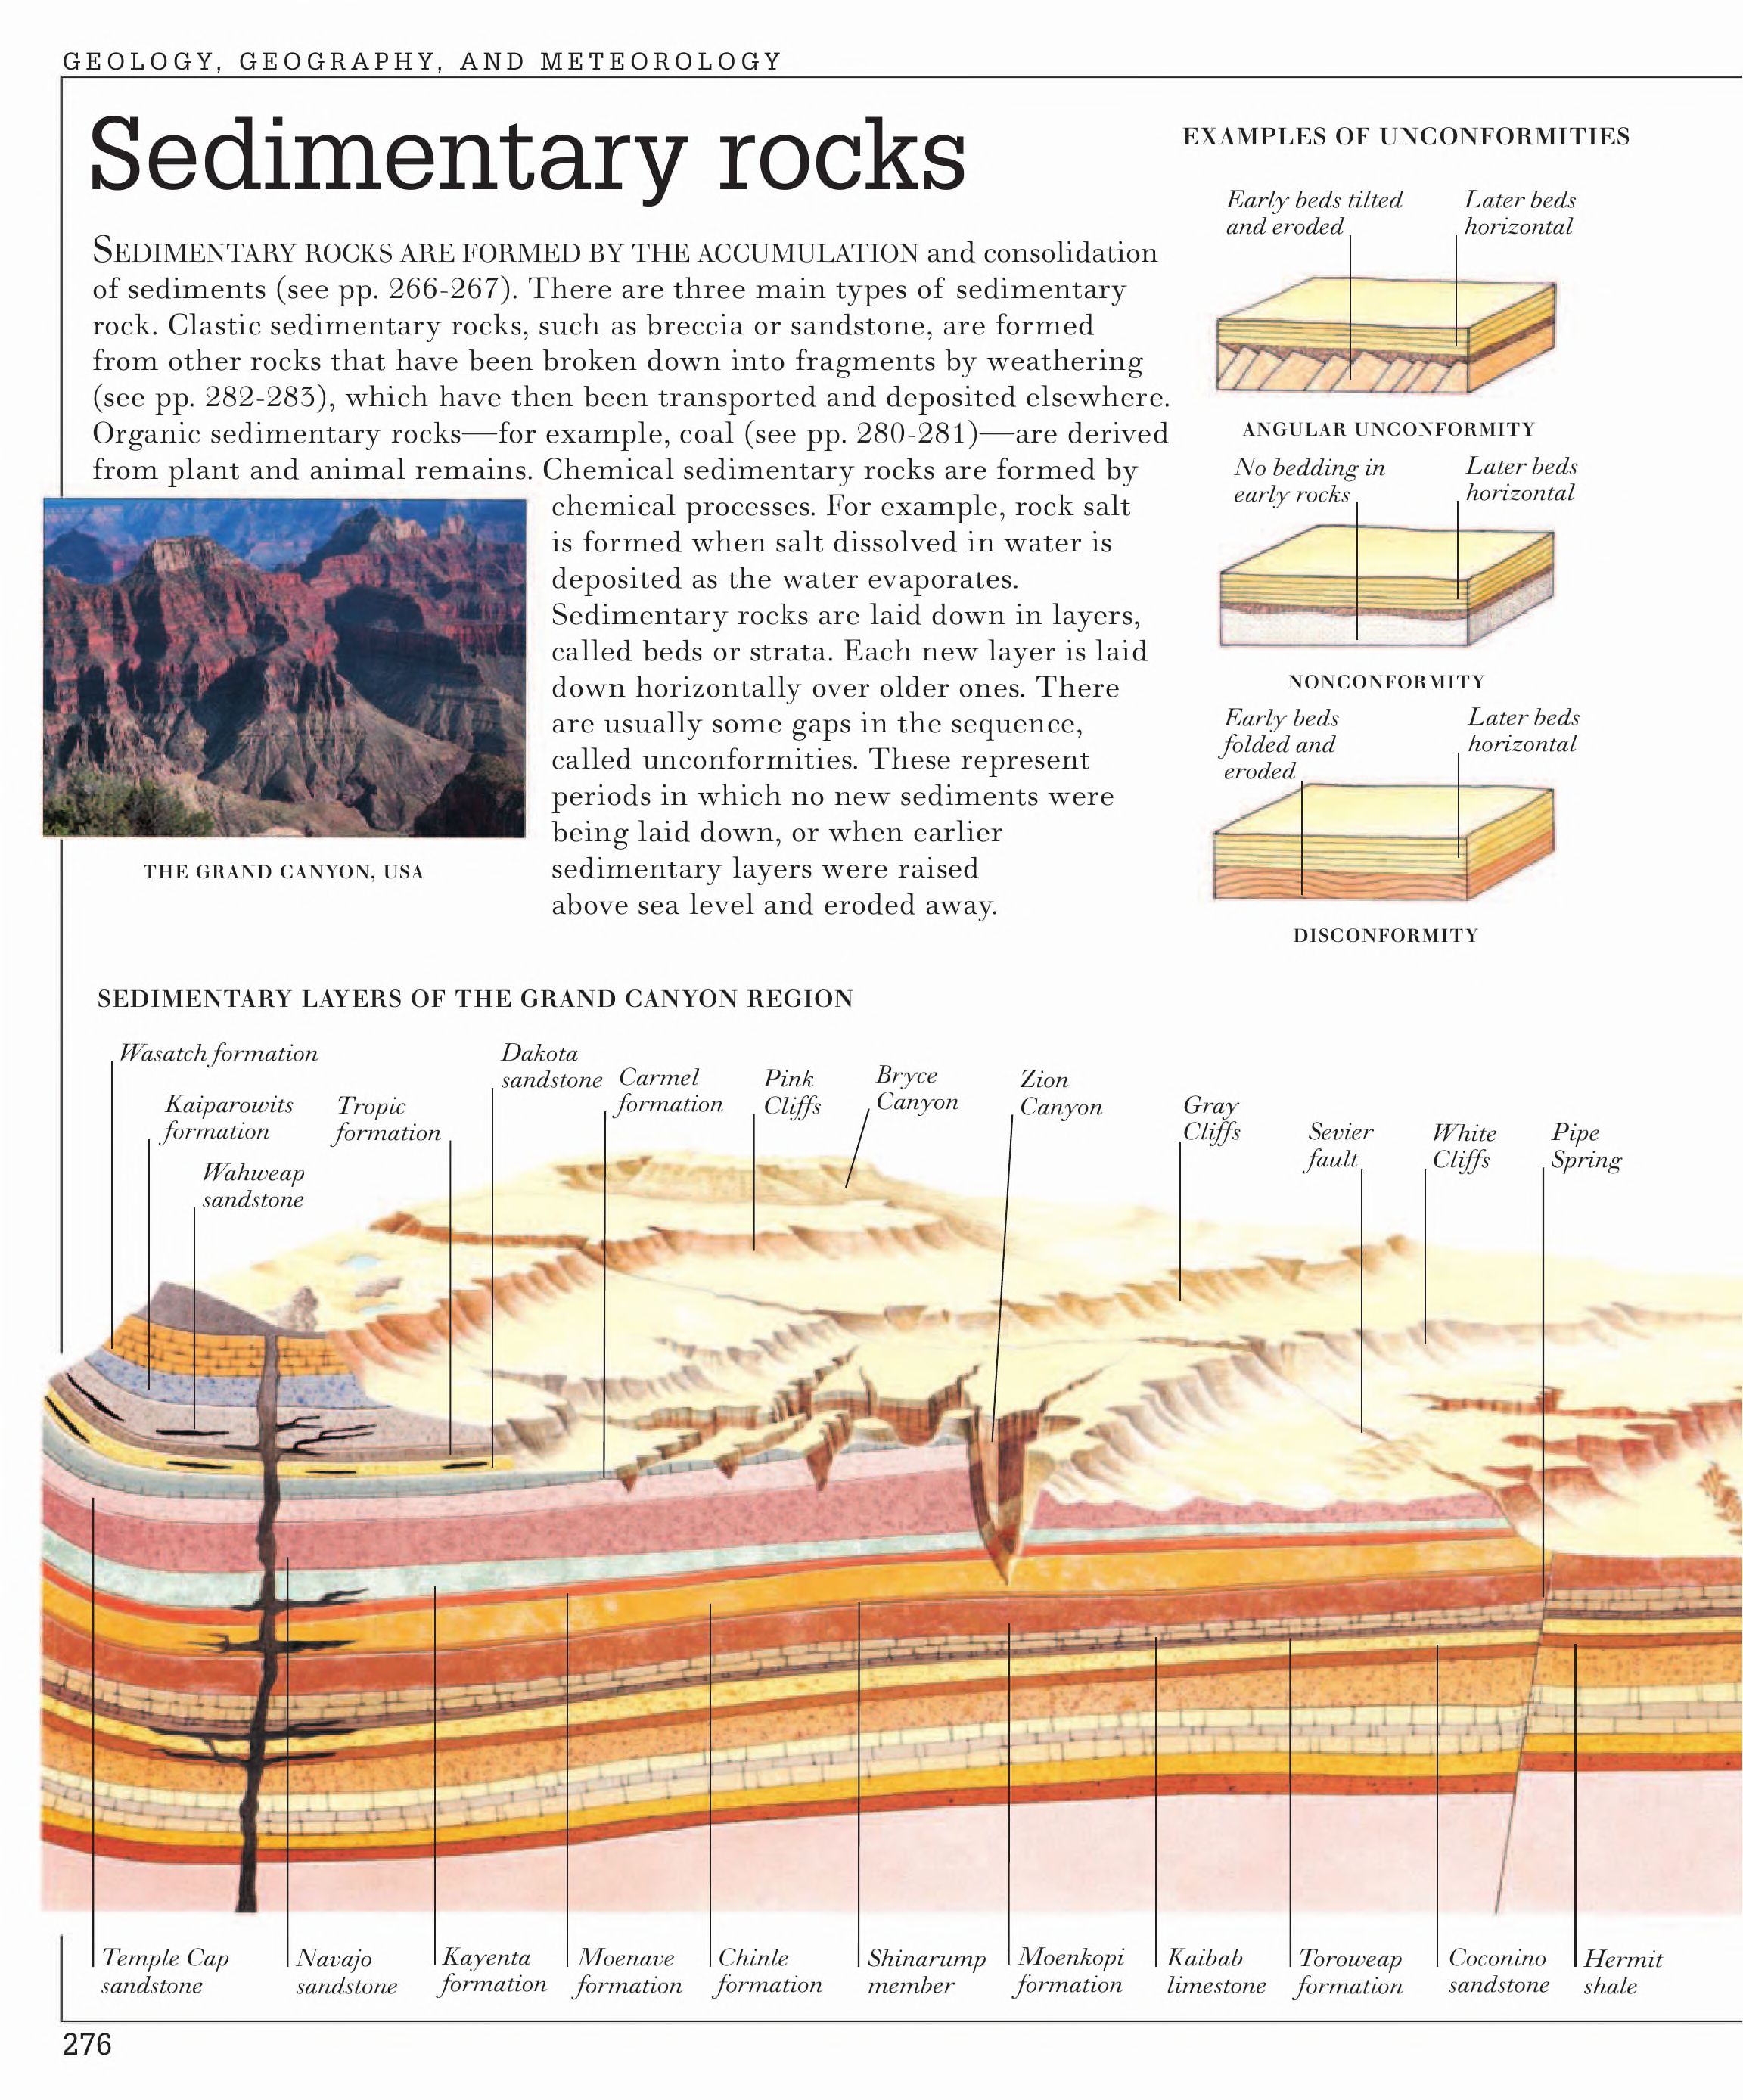 GEOLOGY, GEOGRAPHY, AND METEOROLOGY
Sedimentary rocks
SEDIMENTARY ROCKS ARE FORMED BY THE ACCUMULATION and consolidation
of sediments (see pp. 266-267). There are three main types of sedimentary
rock. Clastic sedimentary rocks, such as breccia or sandstone, are formed
from other rocks that have been broken down into fragments by weathering
(see pp. 282-283), which have then been transported and deposited elsewhere.
Organic sedimentary rocks—for example, coal (see pp. 280-281)—are derived
from plant and animal remains. Chemical sedimentary rocks are formed by
chemical processes. For example, rock salt
is formed when salt dissolved in water is
deposited as the water evaporates.
Sedimentary rocks are laid down in layers,
called beds or strata. Each new layer is laid
down horizontally over older ones. There
are usually some gaps in the sequence,
called unconformities. These represent
periods in which no new sediments were
being laid down, or when earlier
sedimentary layers were raised
above sea level and eroded away.
THE GRAND CANYON, USA
EXAMPLES OF UNCONFORMITIES
Early beds tilted
and eroded
Later beds
horizontal
ANGULAR UNCONFORMITY
No bedding in
early rocks
Later beds
horizontal
NONCONFORMITY
Early beds
folded and
eroded
Later beds
horizontal
DISCONFORMITY
SEDIMENTARY LAYERS OF THE GRAND CANYON REGION
Wasatch formation
Kaiparowits
formation
Wahweap
sandstone
Tropic
formation
Dakota
sandstone
Carmel
formation
Pink
Cliffs
Bryce
Canyon
Zion
Canyon
Gray
Cliffs
Sevier
fault
White
Cliffs
Pipe
Spring
Temple Cap
sandstone
Navajo
sandstone
Kayenta
formation
Moenave
formation
Chinle
formation
Shinarump
member
Moenkopi
formation
Kaibab
limestone
Toroweap
formation
Coconino
sandstone
Hermit
shale
276